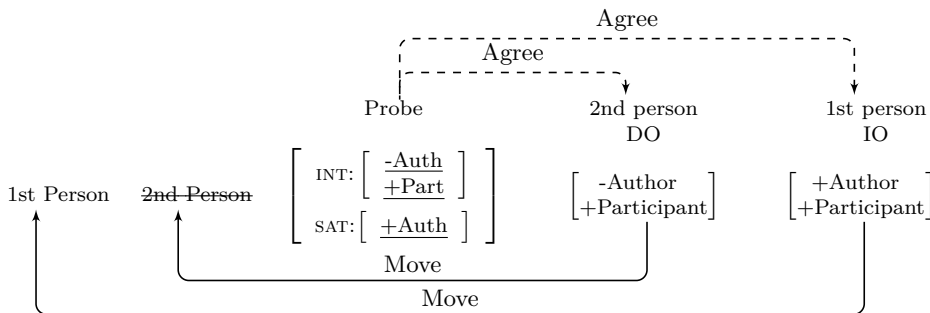 Agree
Agree
Probe 2nd person 1st person
DO IO
INT: [ -Auth +Part ]
SAT: [ +Auth ]
1st Person 2nd Person
[ -Author +Participant ]
[ +Author +Participant ]
Move
Move